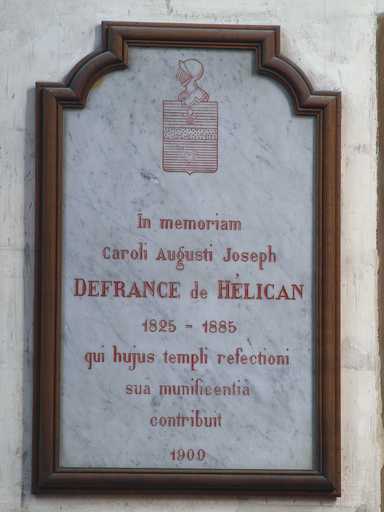 In memoriam
Caroli Augusti Joseph
DEFRANCE de HÉLICAN
1825 - 1885
qui hujus templi refectioni
sua munificentia
contribuit
1909